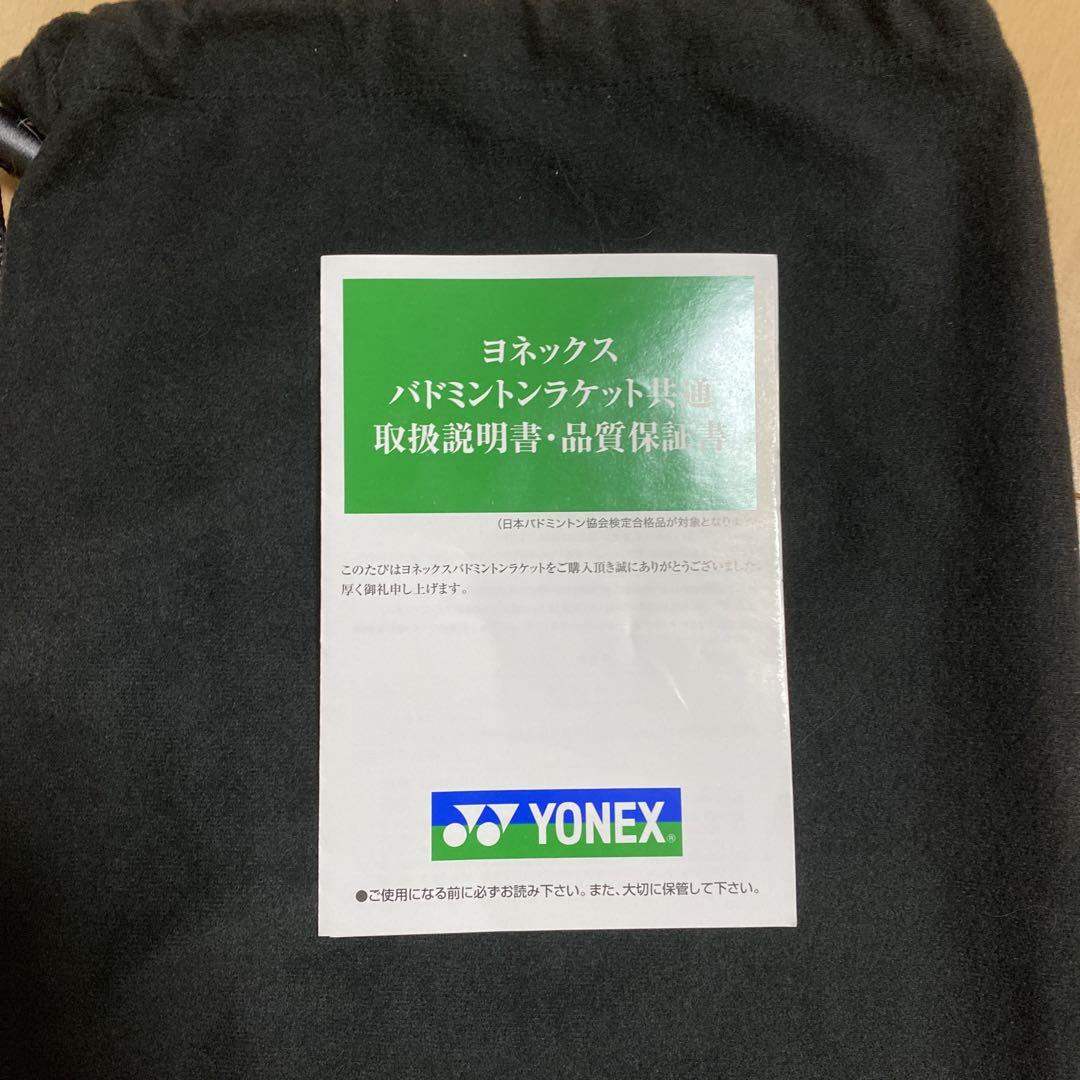 ヨネックス
バドミントンラケット共通
取扱説明書・品質保証書
(日本バドミントン協会検定合格品が対象となります)
このたびはヨネックスバドミントンラケットをご購入頂き誠にありがとうございました。
厚く御礼申し上げます。
YONEX®
●ご使用になる前に必ずお読み下さい。また、大切に保管して下さい。